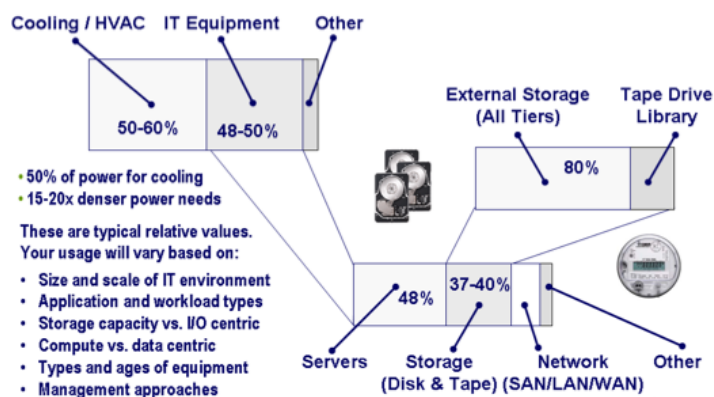 Cooling / HVAC IT Equipment Other
50-60% 48-50%
External Storage Tape Drive
(All Tiers) Library
80%
• 50% of power for cooling
• 15-20x denser power needs
These are typical relative values.
Your usage will vary based on:
• Size and scale of IT environment
• Application and workload types
• Storage capacity vs. I/O centric
• Compute vs. data centric
• Types and ages of equipment
• Management approaches
48% 37-40%
Servers Storage Network Other
(Disk & Tape) (SAN/LAN/WAN)